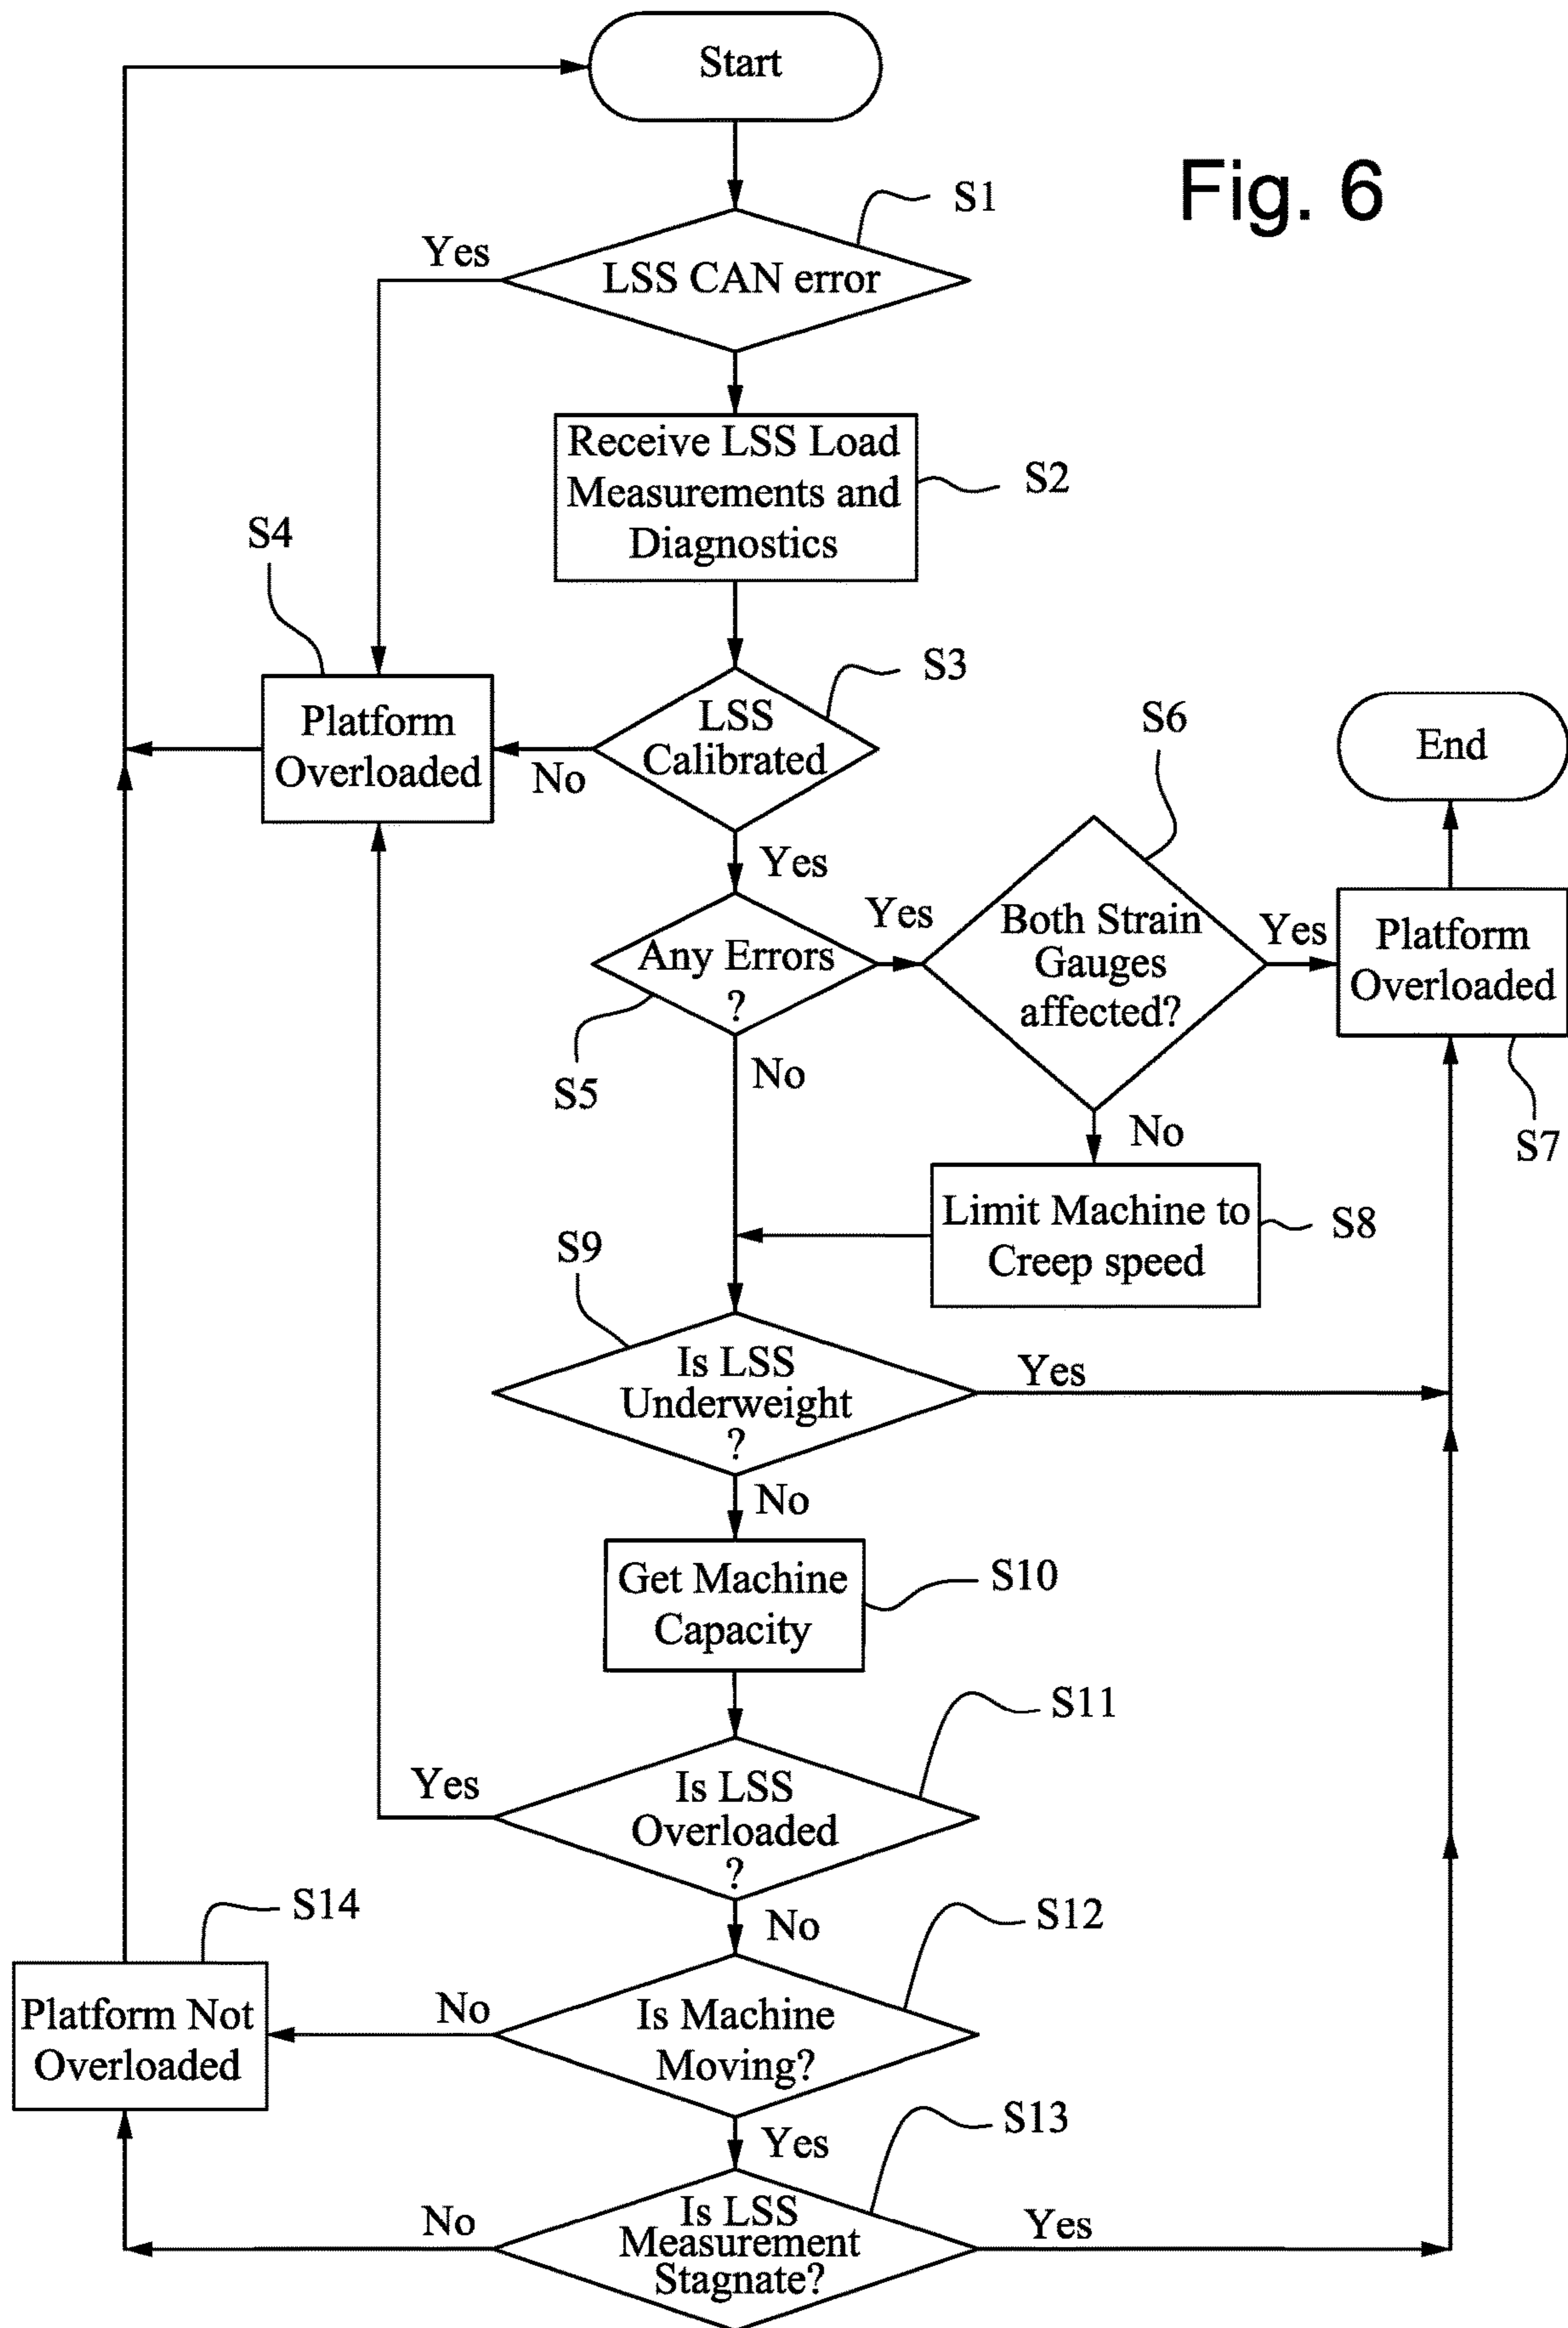 Start
Fig. 6
S1
Yes
LSS CAN error
Receive LSS Load
Measurements and
Diagnostics
S2
S4
S3
Platform
Overloaded
No
LSS
Calibrated
S6
End
Yes
Any Errors
?
Yes
Both Strain
Gauges
affected?
Yes
Platform
Overloaded
S5
No
No
S7
Limit Machine to
Creep speed
S8
S9
Is LSS
Underweight
?
Yes
No
Get Machine
Capacity
S10
S11
Yes
Is LSS
Overloaded
?
S14
No
S12
Platform Not
Overloaded
No
Is Machine
Moving?
Yes
S13
No
Is LSS
Measurement
Stagnate?
Yes